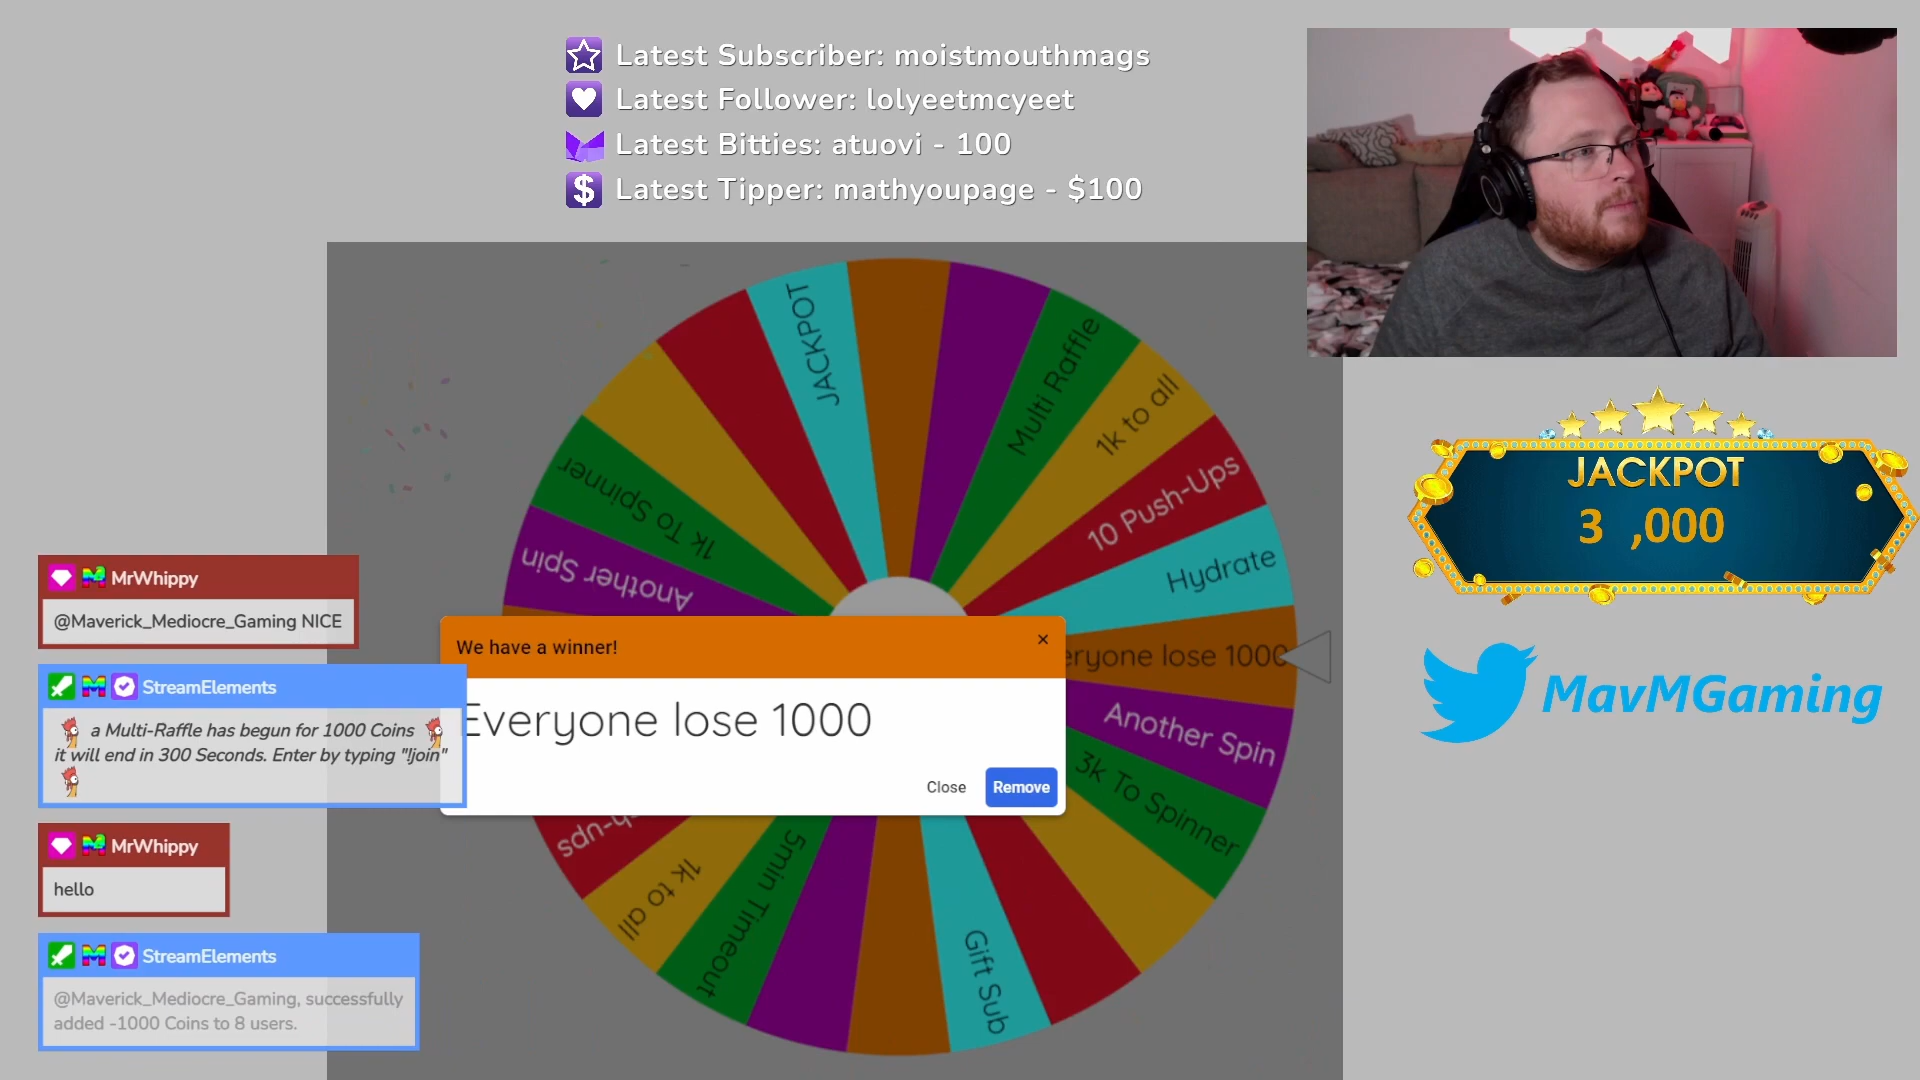 Latest Subscriber: moistmouthmags
Latest Follower: lolyeetmcyeet
Latest Bitties: atuovi - 100
Latest Tipper: mathyoupage - $100
JACKPOT
Multi Raffle
1k to all
10 Push-Ups
Hydrate
eryone lose 1000
Another Spin
3k To Spinner
Gift Sub
5min Timeout
1k to all
h-ups
Another Spin
1k To Spinner
We have a winner!
×
Everyone lose 1000
Close
Remove
JACKPOT
3 ,000
MavMGaming
MrWhippy
@Maverick_Mediocre_Gaming NICE
StreamElements
a Multi-Raffle has begun for 1000 Coins
it will end in 300 Seconds. Enter by typing "!join"
MrWhippy
hello
StreamElements
@Maverick_Mediocre_Gaming, successfully
added -1000 Coins to 8 users.